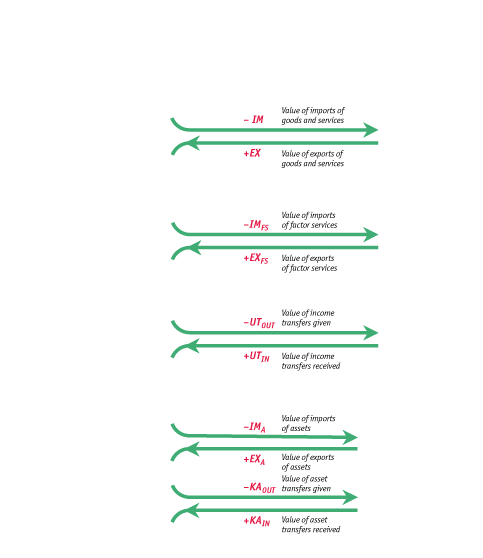 Value of imports of
– IM
goods and services
+EX
Value of exports of
goods and services
Value of imports
–IMFS
of factor services
+EXFS
Value of exports
of factor services
Value of income
–UTOUT
transfers given
+UTIN
Value of income
transfers received
Value of imports
–IMA
of assets
+EXA
Value of exports
of assets
Value of asset
–KAOUT
transfers given
+KAIN
Value of asset
transfers received